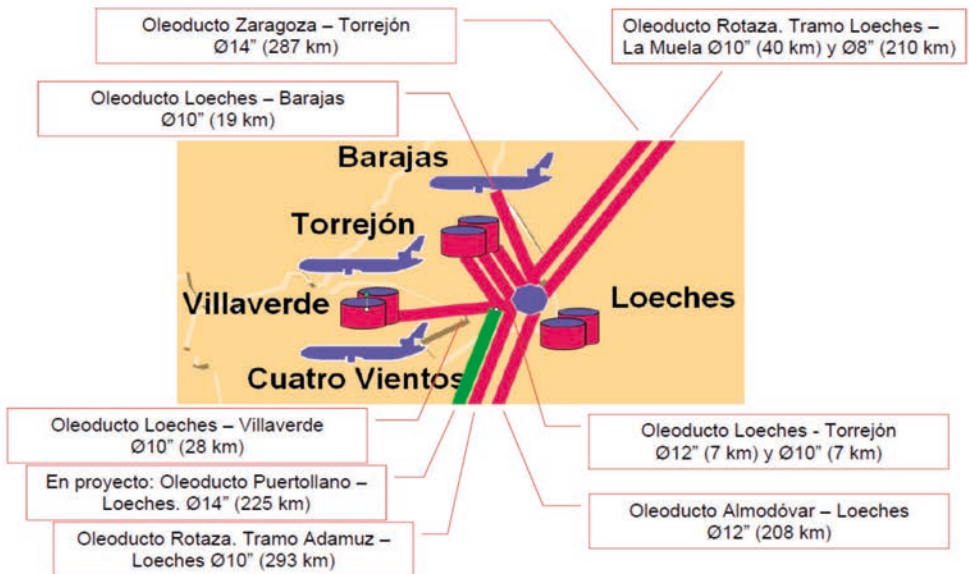 Oleoducto Zaragoza – Torrejón
Ø14” (287 km)
Oleoducto Rotaza. Tramo Loeches –
La Muela Ø10” (40 km) y Ø8” (210 km)
Oleoducto Loeches – Barajas
Ø10” (19 km)
Barajas
Torrejón
Villaverde
Loeches
Cuatro Vientos
Oleoducto Loeches – Villaverde
Ø10” (28 km)
Oleoducto Loeches - Torrejón
Ø12” (7 km) y Ø10” (7 km)
En proyecto: Oleoducto Puertollano –
Loeches. Ø14” (225 km)
Oleoducto Almodóvar – Loeches
Ø12” (208 km)
Oleoducto Rotaza. Tramo Adamuz –
Loeches Ø10” (293 km)